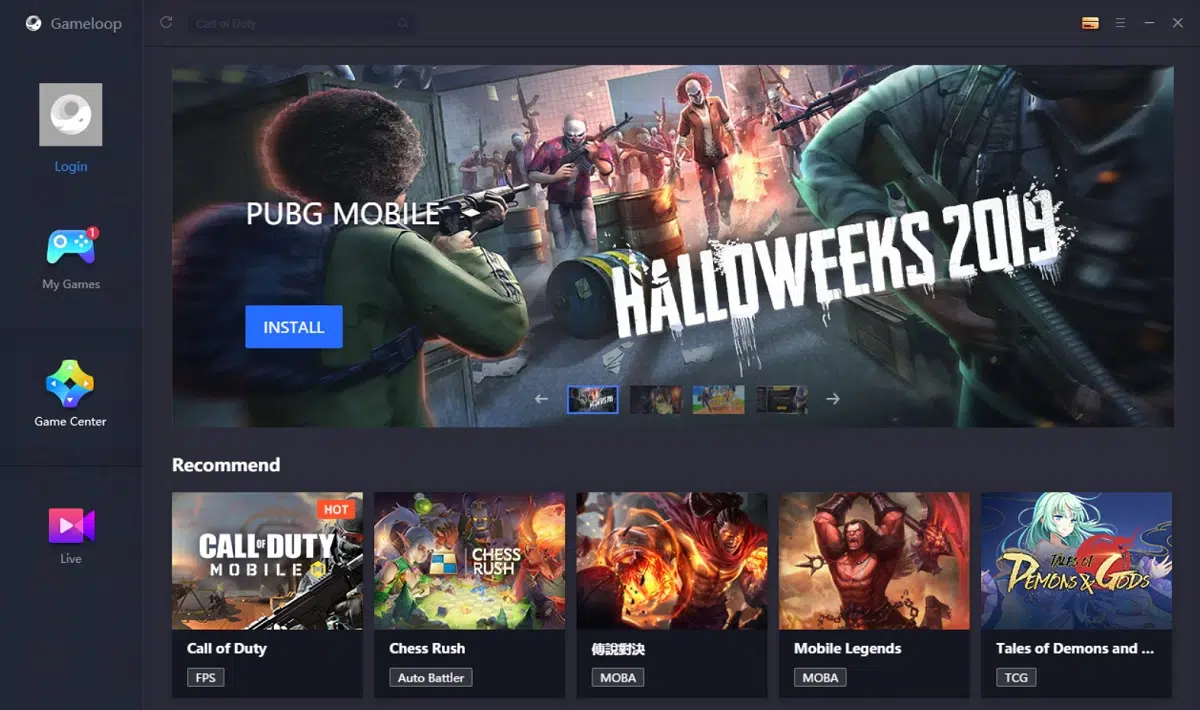 Gameloop
Call of Duty
Login
1
My Games
Game Center
Live
PUBG MOBILE
INSTALL
HALLOWEEKS 2019
Recommend
HOT
CALL OF DUTY
MOBILE
Call of Duty
FPS
CHESS
RUSH
Chess Rush
Auto Battler
傳說對決
MOBA
Mobile Legends
MOBA
TALES OF
DEMONS & GODS
Tales of Demons and ...
TCG